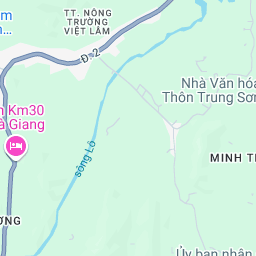 TT. NÔNG
TRƯỜNG
VIỆT LÂM
Đ. 2
Nhà Văn hóa
Thôn Trung Sơn
Km30
Giang
sông Lô
MINH
Ủy ban nhân